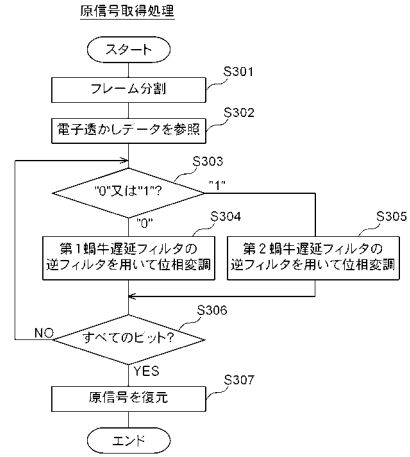 原信号取得処理
スタート
S301
フレーム分割
S302
電子透かしデータを参照
S303
"0"又は"1"?
"1"
"0"
S304
第1蝸牛遅延フィルタの
逆フィルタを用いて位相変調
S305
第2蝸牛遅延フィルタの
逆フィルタを用いて位相変調
S306
すべてのビット?
NO
YES
S307
原信号を復元
エンド